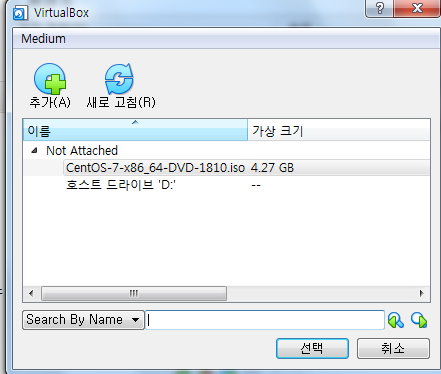 VirtualBox
Medium
추가(A) 새로 고침(R)
이름 가상 크기
Not Attached
CentOS-7-x86_64-DVD-1810.iso 4.27 GB
호스트 드라이브 'D:' --
Search By Name
선택 취소